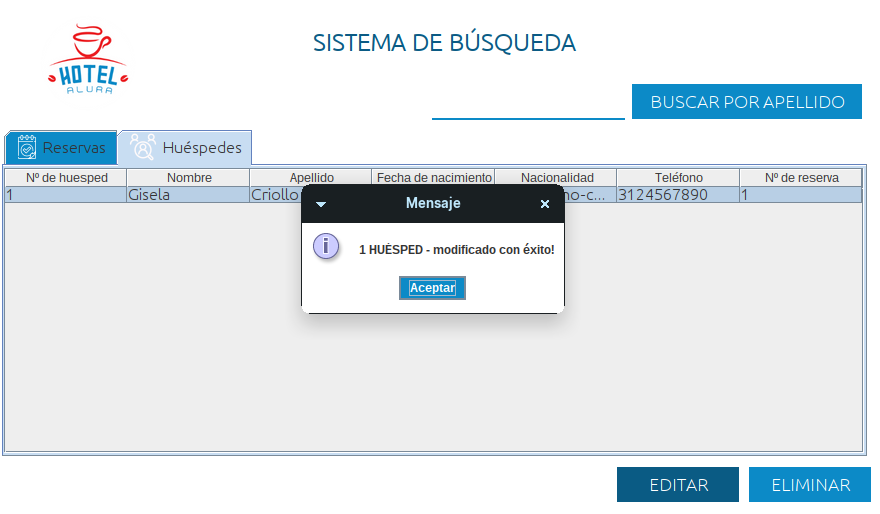 HOTEL
ALURA
SISTEMA DE BÚSQUEDA
BUSCAR POR APELLIDO
Reservas
Huéspedes
Nº de huesped Nombre Apellido Fecha de nacimiento Nacionalidad Teléfono Nº de reserva
1 Gisela Criollo no-c... 3124567890 1
Mensaje
i
1 HUÉSPED - modificado con éxito!
Aceptar
EDITAR
ELIMINAR